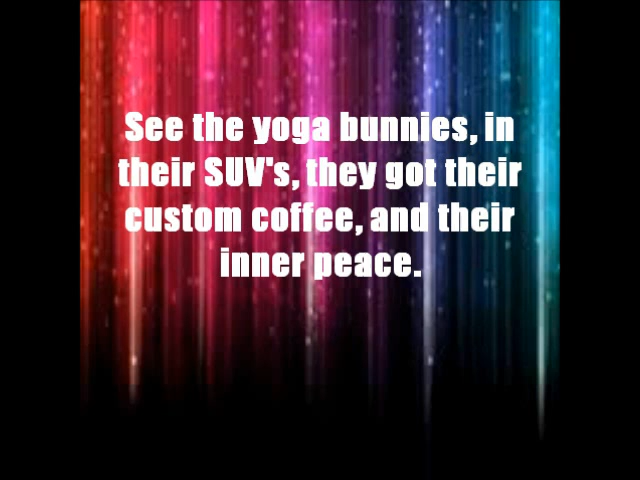 See the yoga bunnies, in
their SUV's, they got their
custom coffee, and their
inner peace.